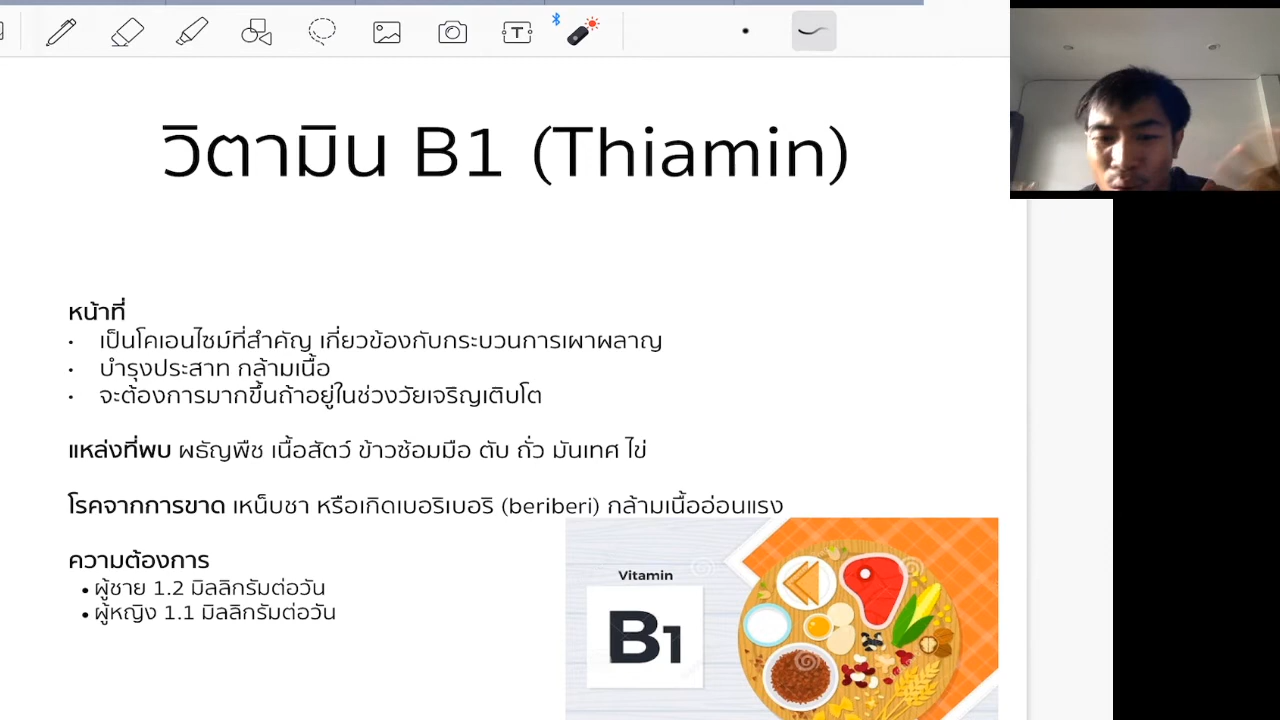 วิตามิน B1 (Thiamin)
หน้าที่
• เป็นโคเอนไซม์ที่สำคัญ เกี่ยวข้องกับกระบวนการเผาผลาญ
• บำรุงประสาท กล้ามเนื้อ
• จะต้องการมากขึ้นถ้าอยู่ในช่วงวัยเจริญเติบโต
แหล่งที่พบ ผธัญพืช เนื้อสัตว์ ข้าวซ้อมมือ ตับ ถั่ว มันเทศ ไข่
โรคจากการขาด เหน็บชา หรือเกิดเบอริเบอริ (beriberi) กล้ามเนื้ออ่อนแรง
ความต้องการ
• ผู้ชาย 1.2 มิลลิกรัมต่อวัน
• ผู้หญิง 1.1 มิลลิกรัมต่อวัน
Vitamin
B1